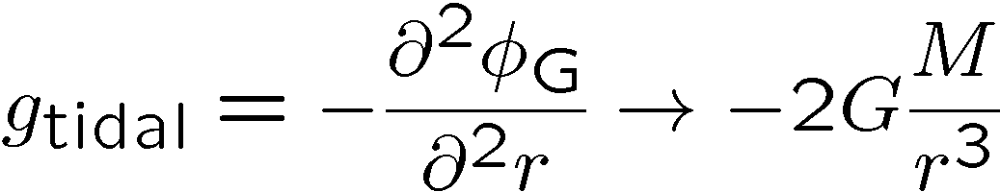 g_tidal = -∂²ϕ_G/∂²r → -2G M/r³